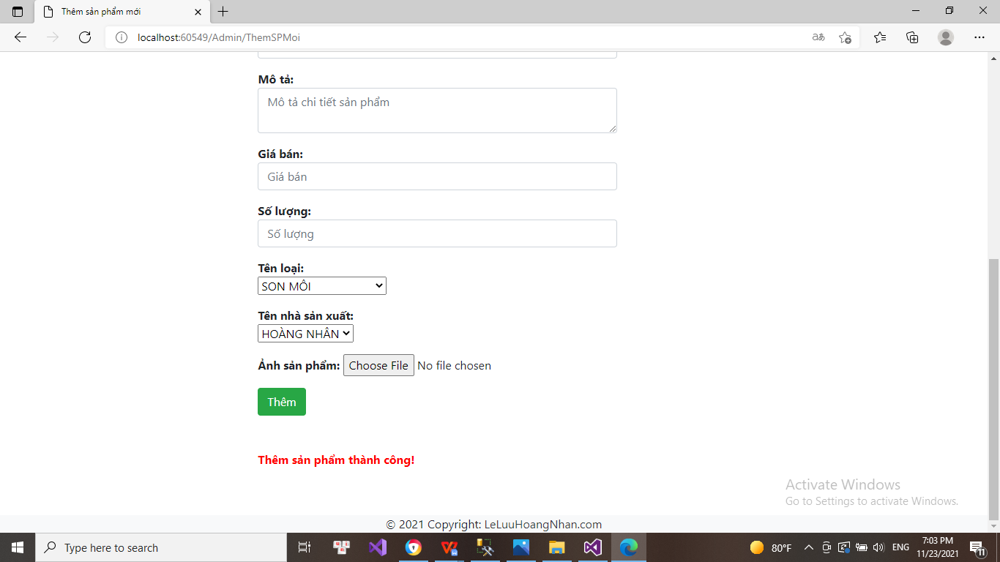 Thêm sản phẩm mới
localhost:60549/Admin/ThemSPMoi
Mô tả:
Mô tả chi tiết sản phẩm
Giá bán:
Giá bán
Số lượng:
Số lượng
Tên loại:
SON MÔI
Tên nhà sản xuất:
HOÀNG NHÂN
Ảnh sản phẩm: Choose File No file chosen
Thêm
Thêm sản phẩm thành công!
Activate Windows
Go to Settings to activate Windows.
© 2021 Copyright: LeLuuHoangNhan.com
Type here to search
80°F
ENG
7:03 PM
11/23/2021
11